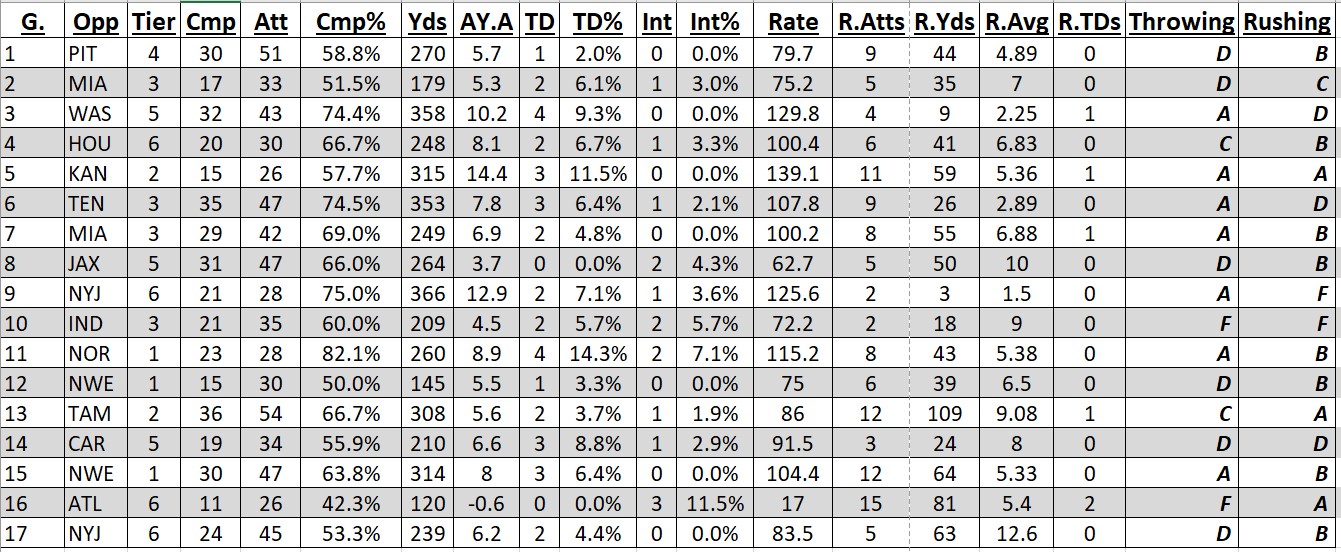 G. Opp Tier Cmp Att Cmp% Yds AY.A TD TD% Int Int% Rate R.Atts R.Yds R.Avg R.TDs Throwing Rushing
1 PIT 4 30 51 58.8% 270 5.7 1 2.0% 0 0.0% 79.7 9 44 4.89 0 D B
2 MIA 3 17 33 51.5% 179 5.3 2 6.1% 1 3.0% 75.2 5 35 7 0 D C
3 WAS 5 32 43 74.4% 358 10.2 4 9.3% 0 0.0% 129.8 4 9 2.25 1 A D
4 HOU 6 20 30 66.7% 248 8.1 2 6.7% 1 3.3% 100.4 6 41 6.83 0 C B
5 KAN 2 15 26 57.7% 315 14.4 3 11.5% 0 0.0% 139.1 11 59 5.36 1 A A
6 TEN 3 35 47 74.5% 353 7.8 3 6.4% 1 2.1% 107.8 9 26 2.89 0 A D
7 MIA 3 29 42 69.0% 249 6.9 2 4.8% 0 0.0% 100.2 8 55 6.88 1 A B
8 JAX 5 31 47 66.0% 264 3.7 0 0.0% 2 4.3% 62.7 5 50 10 0 D B
9 NYJ 6 21 28 75.0% 366 12.9 2 7.1% 1 3.6% 125.6 2 3 1.5 0 A F
10 IND 3 21 35 60.0% 209 4.5 2 5.7% 2 5.7% 72.2 2 18 9 0 F F
11 NOR 1 23 28 82.1% 260 8.9 4 14.3% 2 7.1% 115.2 8 43 5.38 0 A B
12 NWE 1 15 30 50.0% 145 5.5 1 3.3% 0 0.0% 75 6 39 6.5 0 D B
13 TAM 2 36 54 66.7% 308 5.6 2 3.7% 1 1.9% 86 12 109 9.08 1 C A
14 CAR 5 19 34 55.9% 210 6.6 3 8.8% 1 2.9% 91.5 3 24 8 0 D D
15 NWE 1 30 47 63.8% 314 8 3 6.4% 0 0.0% 104.4 12 64 5.33 0 A B
16 ATL 6 11 26 42.3% 120 -0.6 0 0.0% 3 11.5% 17 15 81 5.4 2 F A
17 NYJ 6 24 45 53.3% 239 6.2 2 4.4% 0 0.0% 83.5 5 63 12.6 0 D B